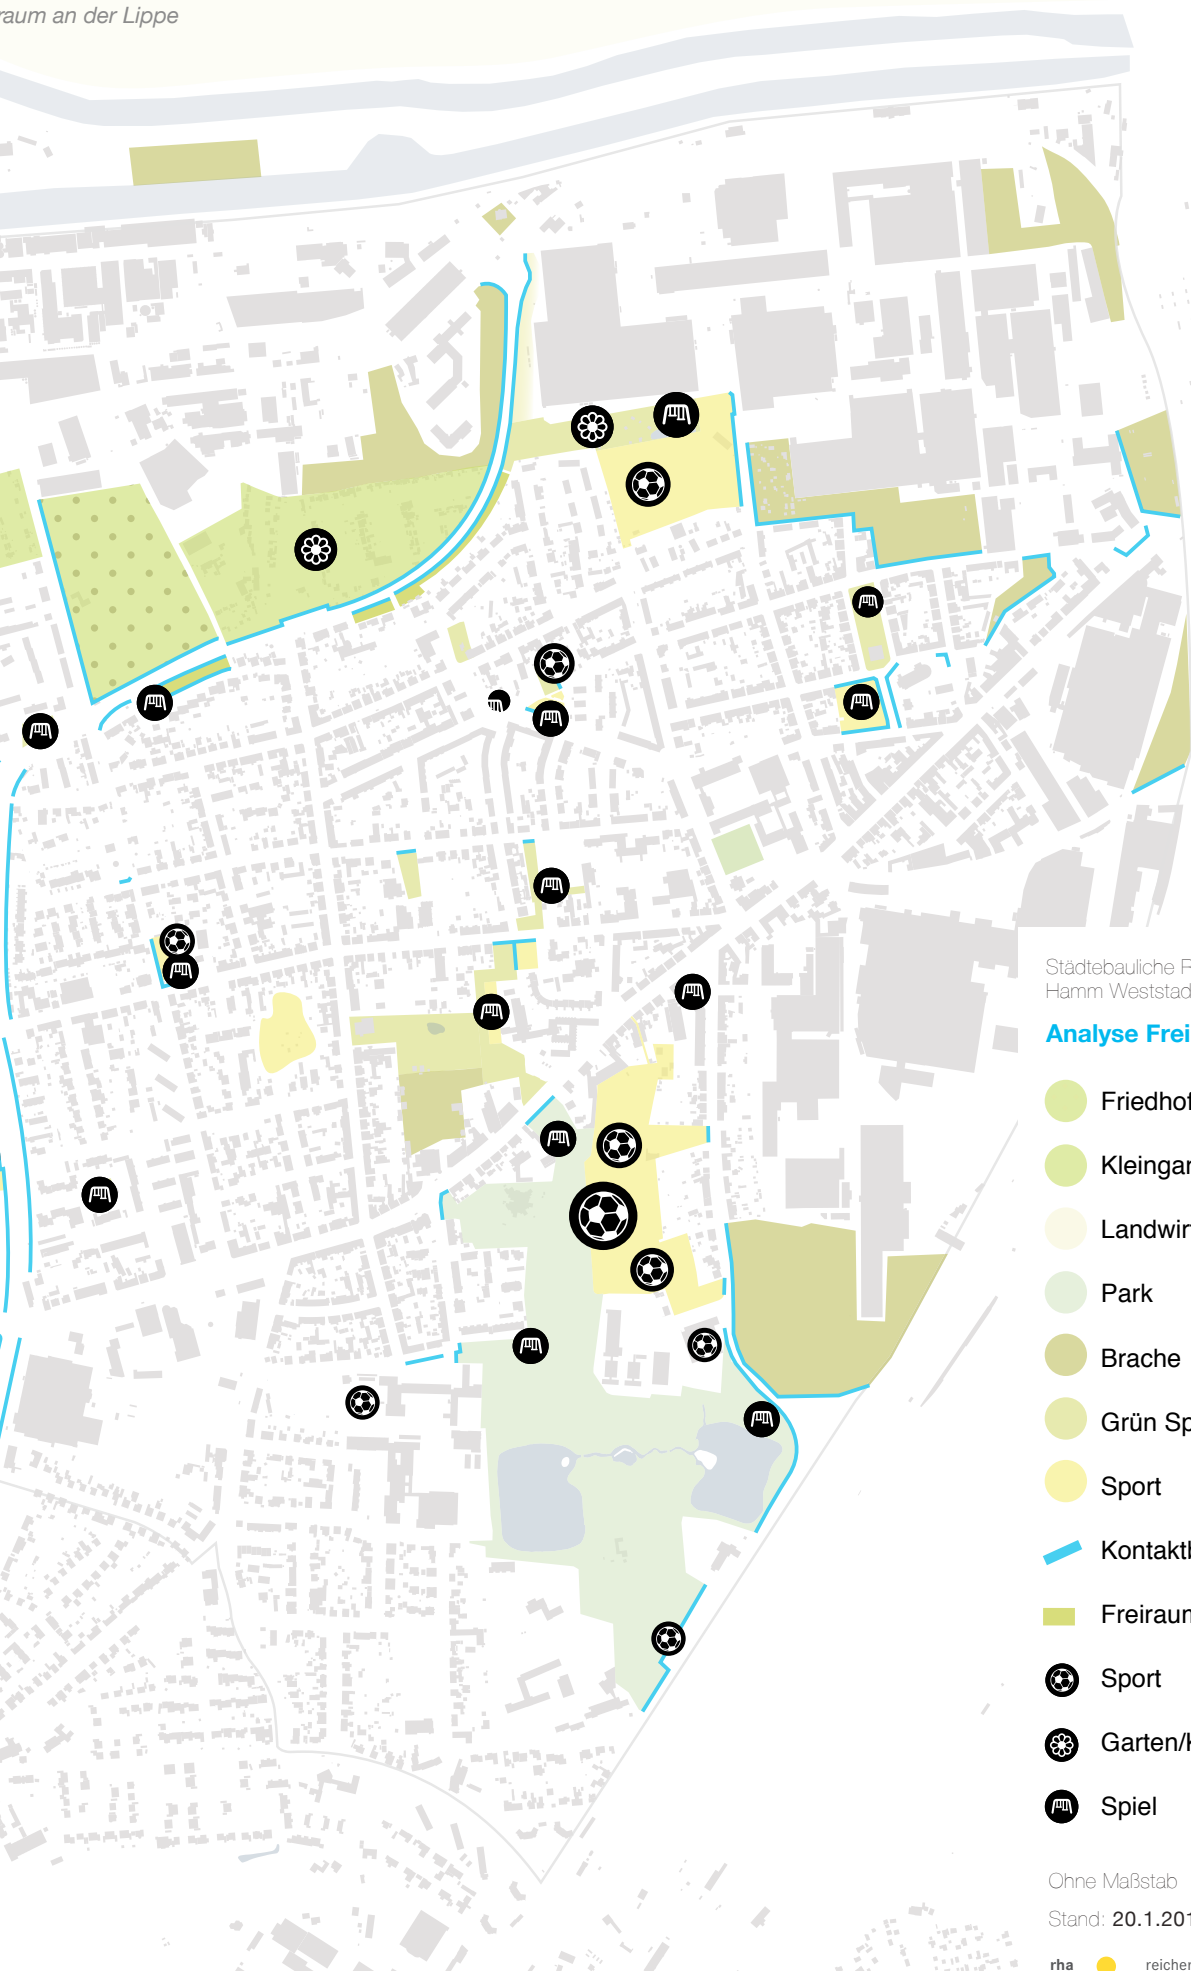 raum an der Lippe
Städtebauliche
Hamm Weststad
Analyse Frei
Friedhof
Kleingar
Landwir
Park
Brache
Grün Sp
Sport
Kontakt
Freiraum
Sport
Garten/
Spiel
Ohne Maßstab
Stand: 20.1.201
rha reicher